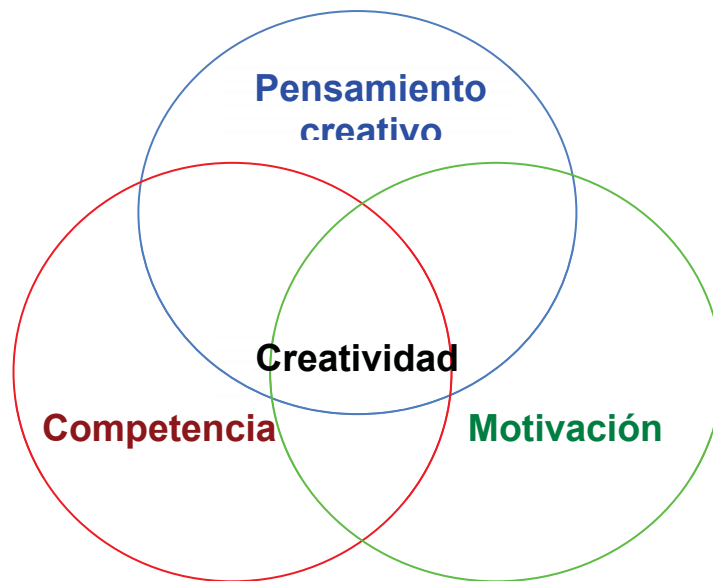 Pensamiento
creativo
Creatividad
Competencia
Motivación